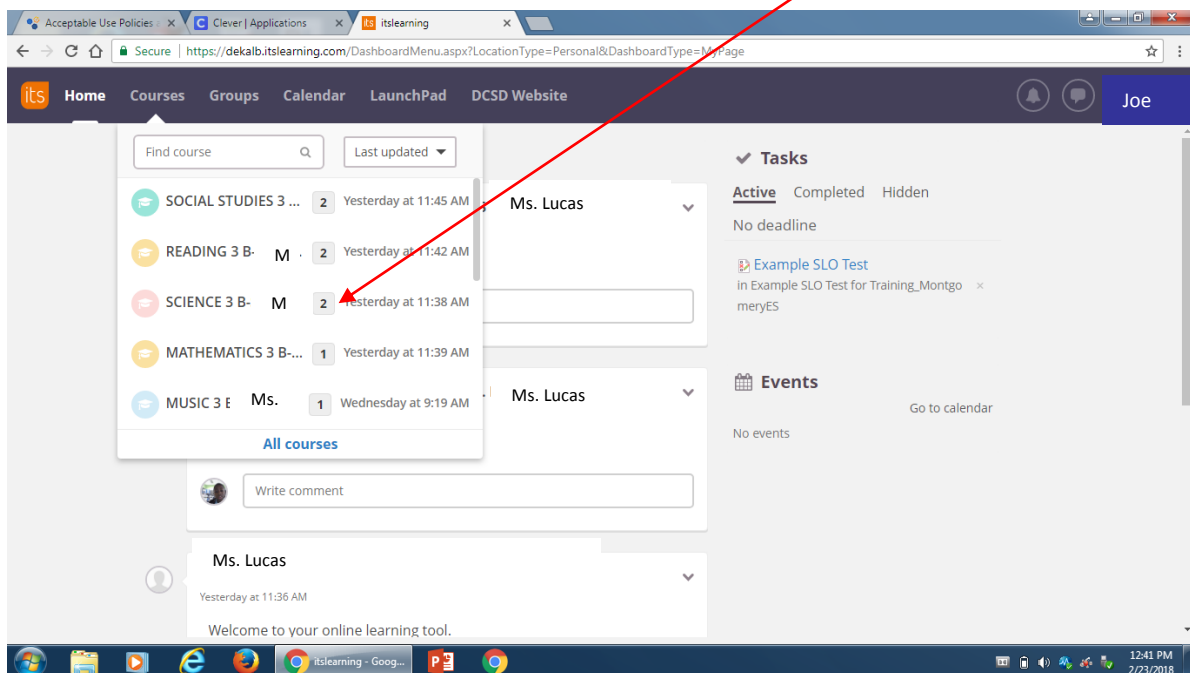 Acceptable Use Policies
Clever | Applications
itslearning
Secure | https://dekalb.itslearning.com/DashboardMenu.aspx?LocationType=Personal&DashboardType=MyPage
its Home Courses Groups Calendar LaunchPad DCSD Website Joe
Find course Last updated
SOCIAL STUDIES 3 ... 2 Yesterday at 11:45 AM
READING 3 B- M 2 Yesterday at 11:42 AM
SCIENCE 3 B- M 2 Yesterday at 11:38 AM
MATHEMATICS 3 B-... 1 Yesterday at 11:39 AM
MUSIC 3 Ms. 1 Wednesday at 9:19 AM
All courses
Ms. Lucas
Ms. Lucas
Write comment
Ms. Lucas
Yesterday at 11:36 AM
Welcome to your online learning tool.
Tasks
Active Completed Hidden
No deadline
Example SLO Test
in Example SLO Test for Training_Montgo
meryES
Events
Go to calendar
No events
itslearning - Goog...
12:41 PM
2/23/2018